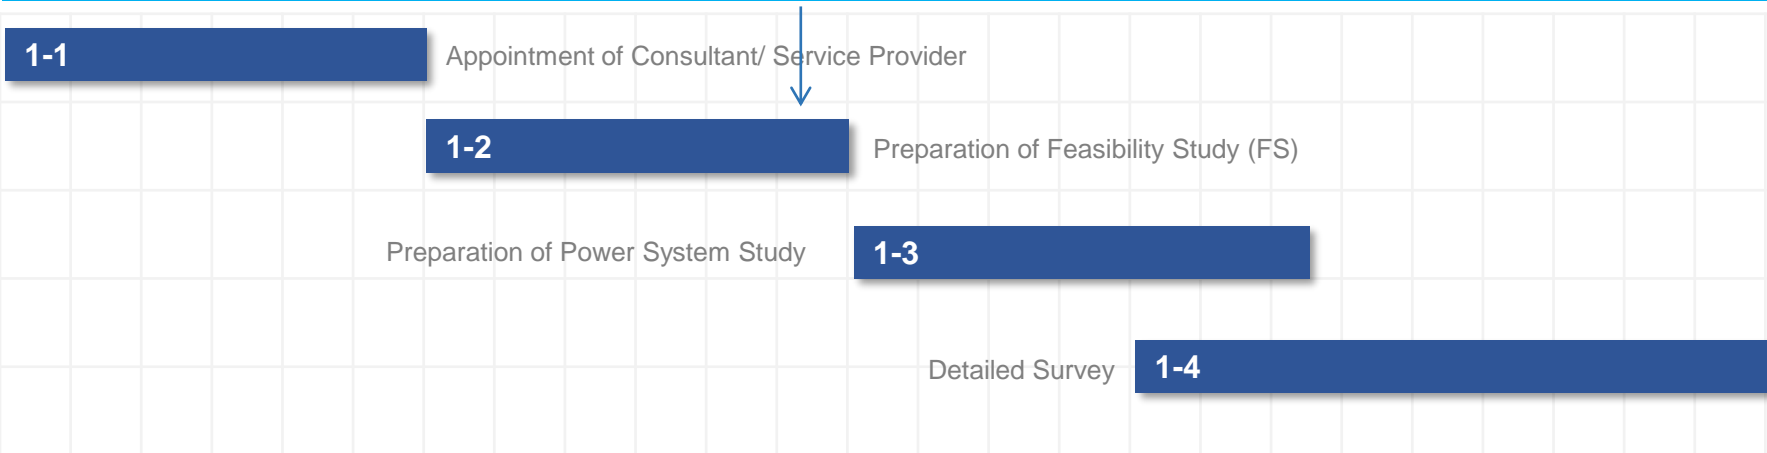 1-1 Appointment of Consultant/ Service Provider
1-2 Preparation of Feasibility Study (FS)
Preparation of Power System Study 1-3
Detailed Survey 1-4